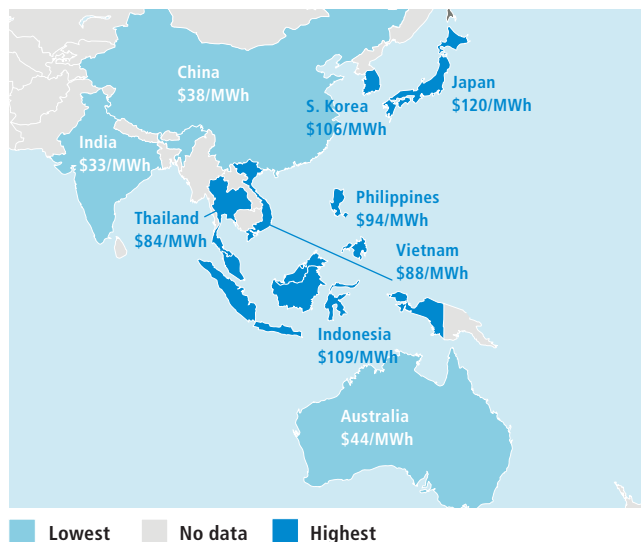 China
$38/MWh
Japan
$120/MWh
S. Korea
$106/MWh
India
$33/MWh
Philippines
$94/MWh
Thailand
$84/MWh
Vietnam
$88/MWh
Indonesia
$109/MWh
Australia
$44/MWh
Lowest
No data
Highest